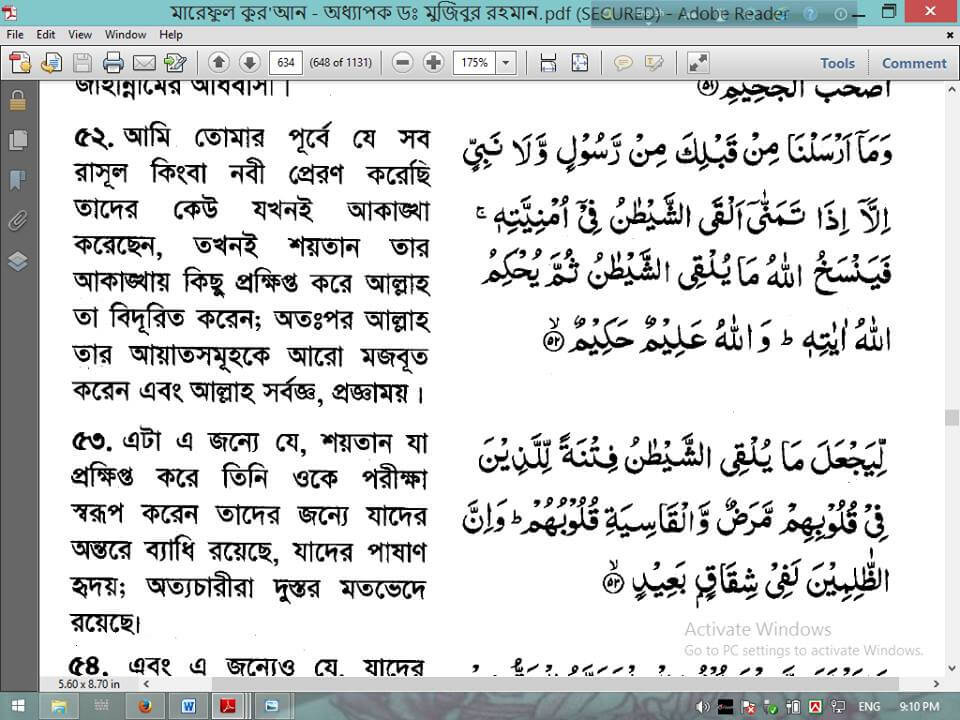 মারেফুল কুর'আন - অধ্যাপক ডঃ মুজিবুর রহমান.pdf (SECURED) - Adobe Reader
File Edit View Window Help
634 (648 of 1131) 175% Tools Comment
জাহান্নামের অধিবাসী।
اَصْحٰبُ الْجَحِيْمِ ﴿۵۱﴾
৫২. আমি তোমার পূর্বে যে সব
রাসূল কিংবা নবী প্রেরণ করেছি
তাদের কেউ যখনই আকাঙ্খা
করেছেন, তখনই শয়তান তার
আকাঙ্খায় কিছু প্রক্ষিপ্ত করে আল্লাহ
তা বিদূরিত করেন; অতঃপর আল্লাহ
তার আয়াতসমূহকে আরো মজবূত
করেন এবং আল্লাহ সর্বজ্ঞ, প্রজ্ঞাময়।
وَمَاۤ اَرْسَلْنَا مِنْ قَبْلِكَ مِنْ رَّسُوْلٍ وَّلَا نَبِيٍّ
اِلَّاۤ اِذَا تَمَنّٰۤى اَلْقَى الشَّيْطٰنُ فِيْۤ اُمْنِيَّتِهٖ ۚ
فَيَنْسَخُ اللّٰهُ مَا يُلْقِى الشَّيْطٰنُ ثُمَّ يُحْكِمُ
اللّٰهُ اٰيٰتِهٖ ؕ وَاللّٰهُ عَلِيْمٌ حَكِيْمٌ ﴿ۙ۵۲﴾
৫৩. এটা এ জন্যে যে, শয়তান যা
প্রক্ষিপ্ত করে তিনি ওকে পরীক্ষা
স্বরূপ করেন তাদের জন্যে যাদের
অন্তরে ব্যাধি রয়েছে, যাদের পাষাণ
হৃদয়; অত্যচারীরা দুস্তর মতভেদে
রয়েছে।
لِّيَجْعَلَ مَا يُلْقِى الشَّيْطٰنُ فِتْنَةً لِّلَّذِيْنَ
فِيْ قُلُوْبِهِمْ مَّرَضٌ وَّالْقَاسِيَةِ قُلُوْبُهُمْ ؕ وَاِنَّ
الظّٰلِمِيْنَ لَفِيْ شِقَاقٍۭ بَعِيْدٍ ﴿ۙ۵۳﴾
৫৪. এবং এ জন্যেও যে, যাদের
Activate Windows
Go to PC settings to activate Windows.
5.60 x 8.70 in
ENG 9:10 PM